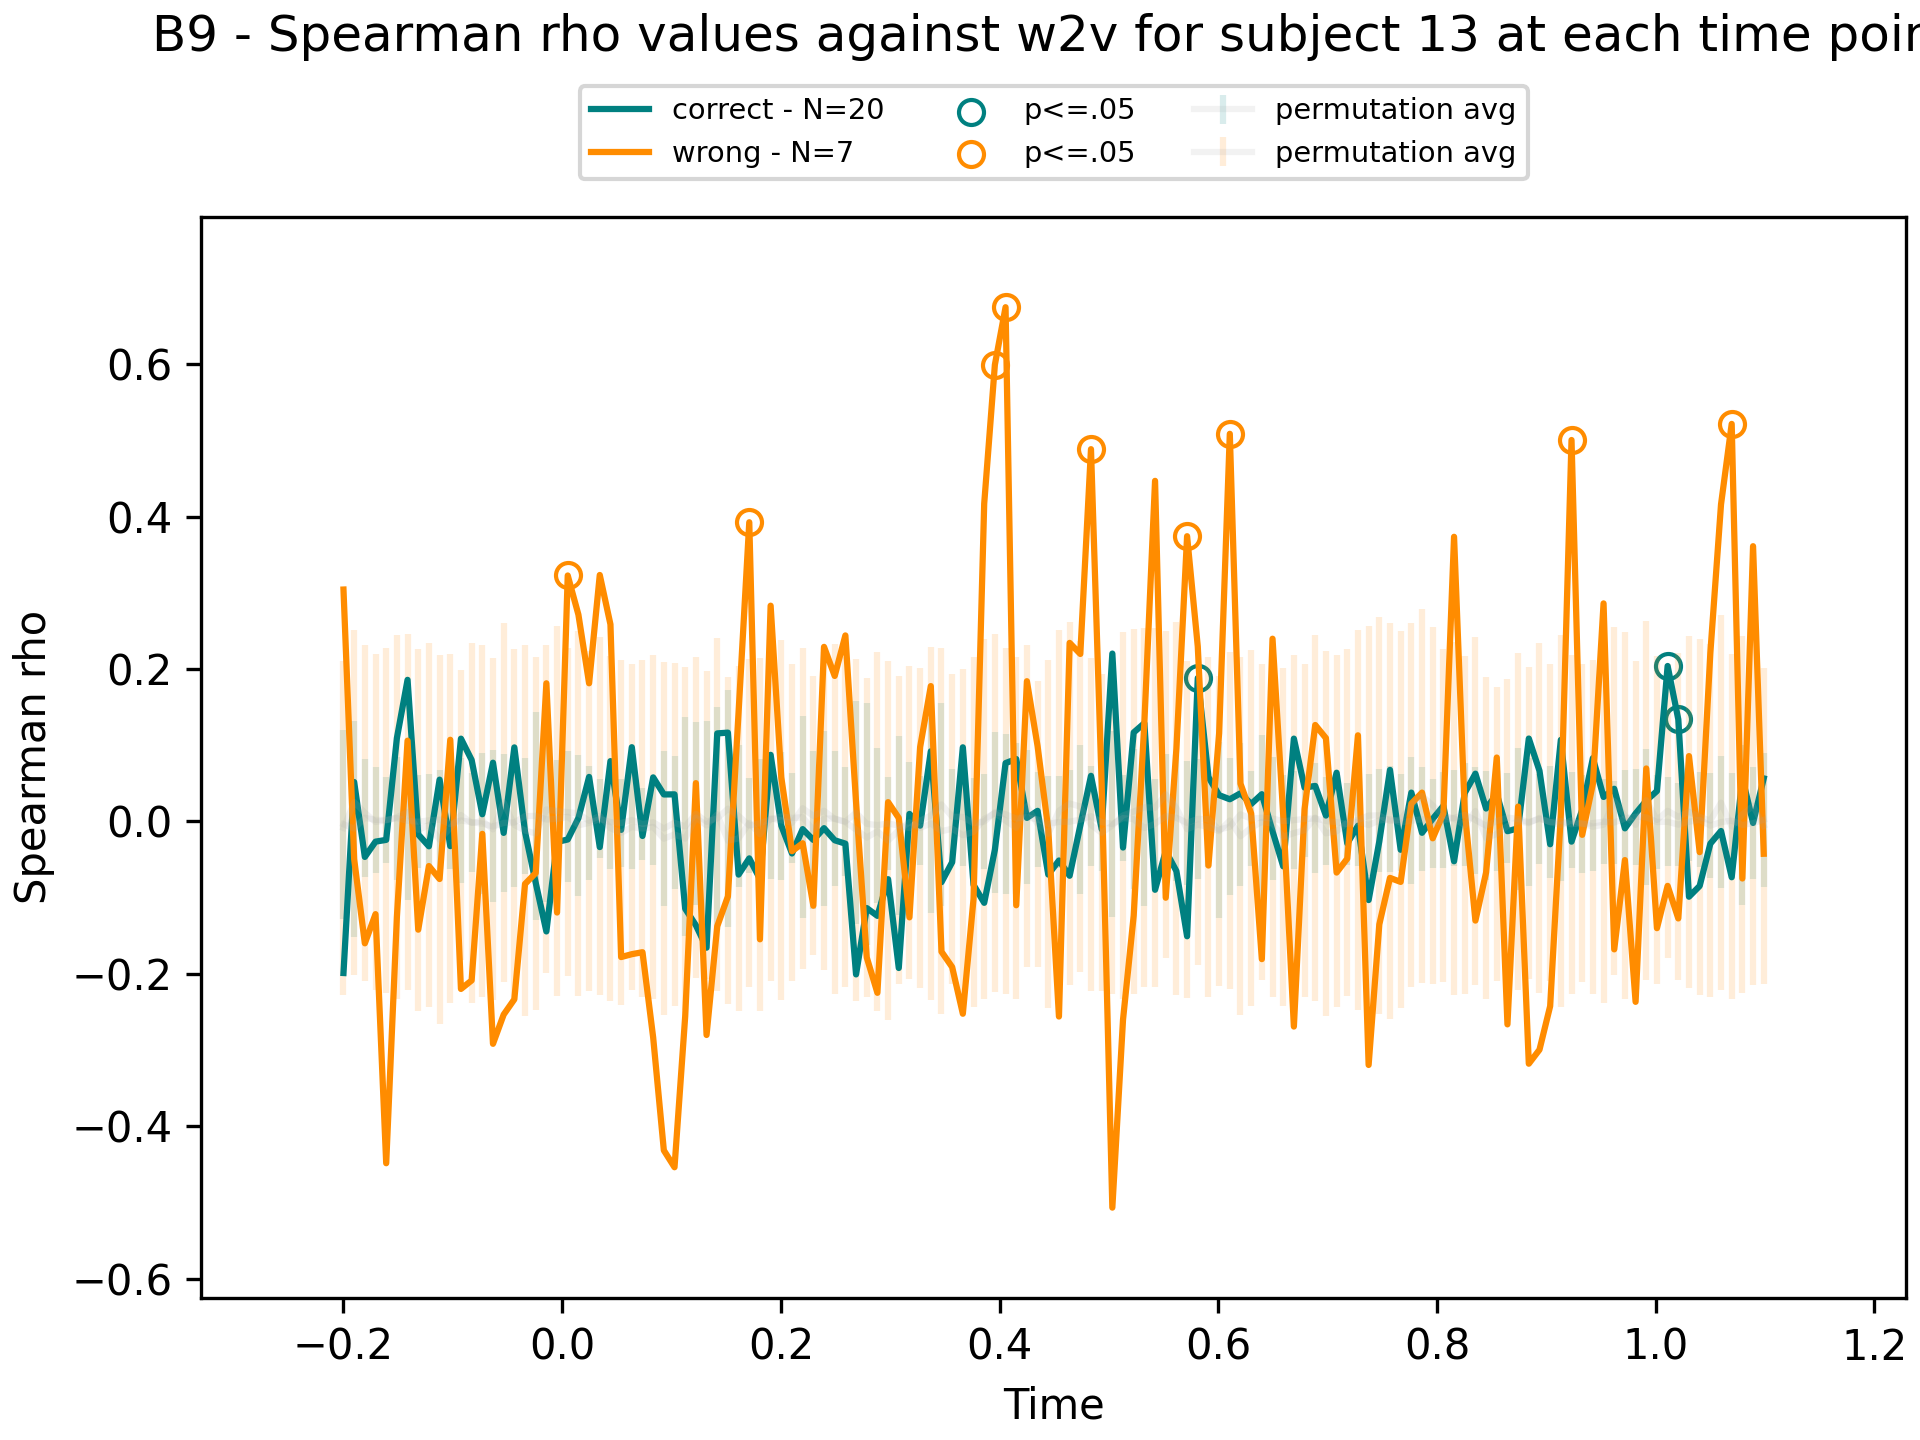 B9 - Spearman rho values against w2v for subject 13 at each time poin
correct - N=20
wrong - N=7
p<=.05
p<=.05
permutation avg
permutation avg
Spearman rho
0.6
0.4
0.2
0.0
−0.2
−0.4
−0.6
−0.2 0.0 0.2 0.4 0.6 0.8 1.0 1.2
Time